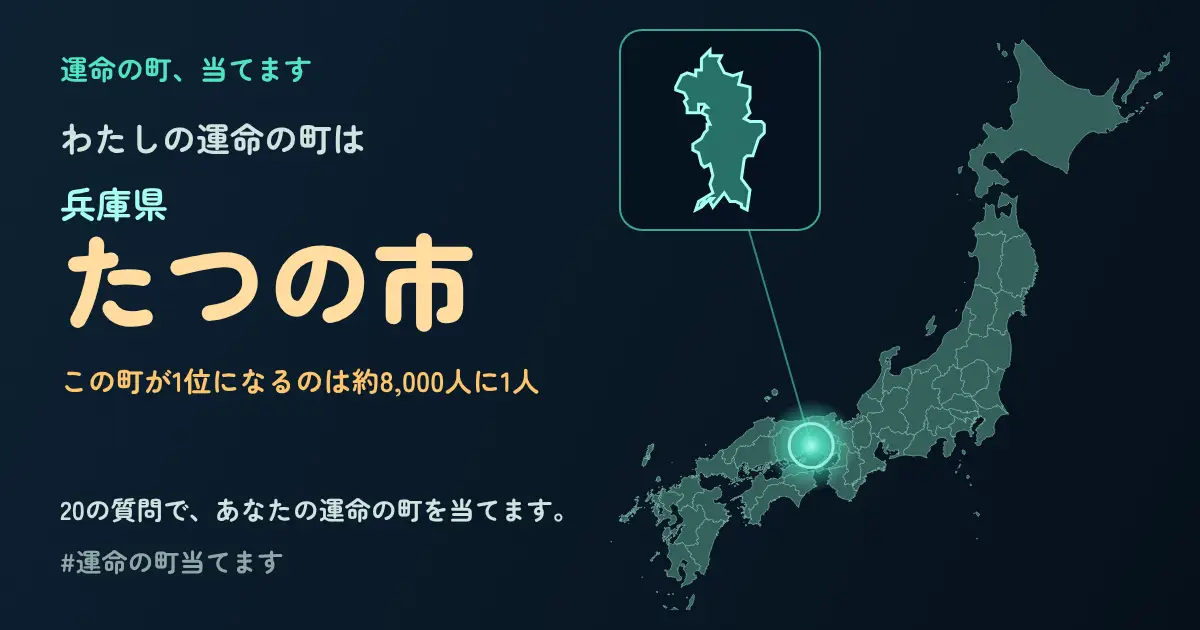 運命の町、当てます
わたしの運命の町は
兵庫県
たつの市
この町が1位になるのは約8,000人に1人
20の質問で、あなたの運命の町を当てます。
#運命の町当てます